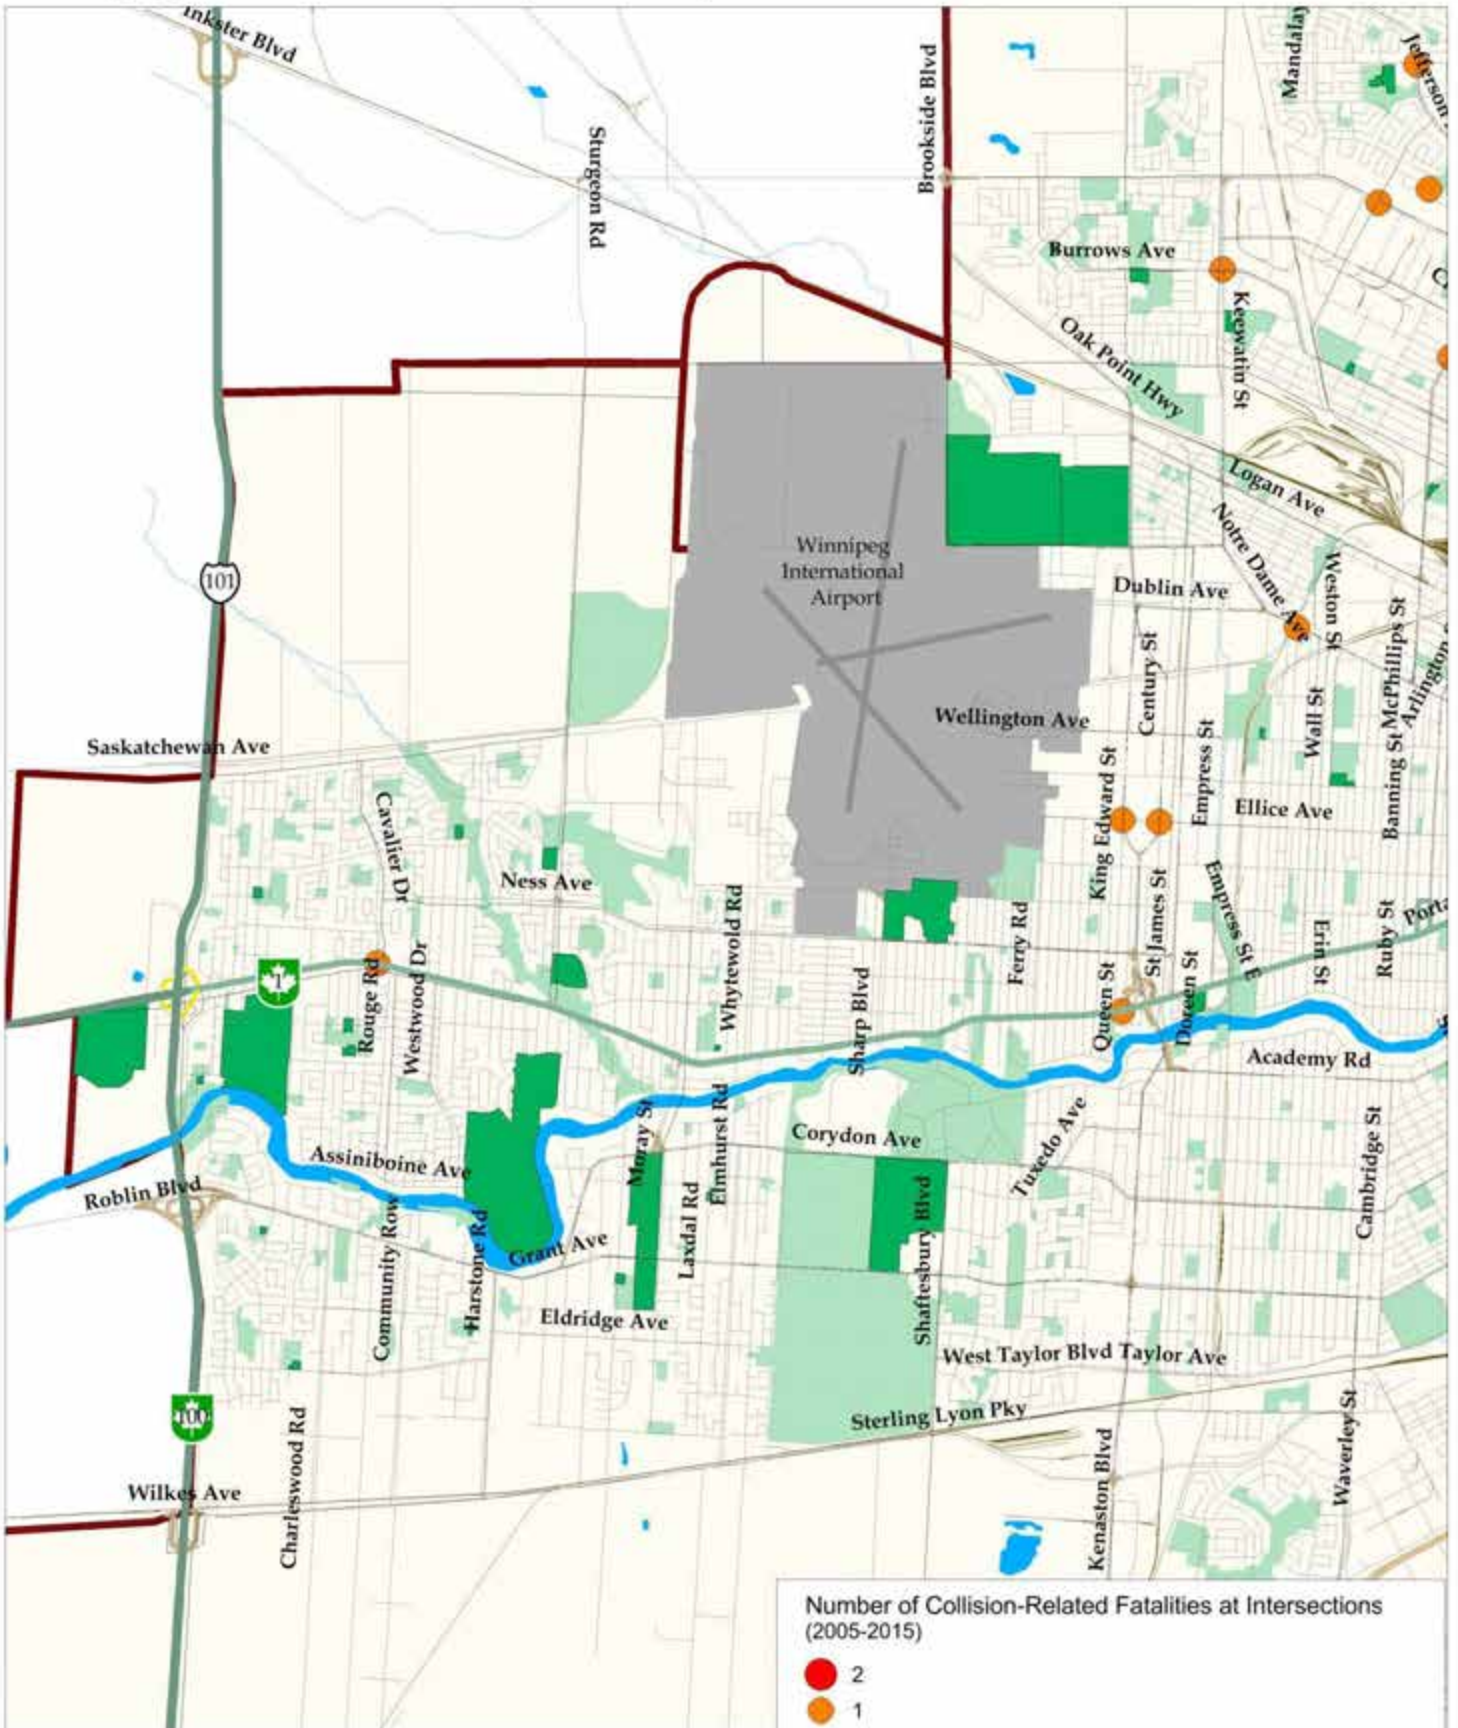 Inkster Blvd
Mandalay
Jefferson
Brookside Blvd
Sturgeon Rd
Burrows Ave
Keewatin St
Oak Point Hwy
Logan Ave
Notre Dame Ave
Winnipeg
International
Airport
101
Dublin Ave
Weston St
McPhillips St
Arlington
Century St
Wellington Ave
Wall St
Saskatchewan Ave
Empress St
King Edward St
Banning St
Ellice Ave
Cavalier Dr
Ness Ave
Whytewold Rd
Ferry Rd
St James St
Empress St E
Erin St
Ruby St
Porta
1
Rouge Rd
Westwood Dr
Sharp Blvd
Queen St
Doreen St
Academy Rd
Moray St
Elmhurst Rd
Corydon Ave
Tuxedo Ave
Cambridge St
Assiniboine Ave
Roblin Blvd
Community Row
Harstone Rd
Grant Ave
Laxdal Rd
Shaftesbury Blvd
Eldridge Ave
West Taylor Blvd Taylor Ave
100
Sterling Lyon Pky
Waverley St
Charleswood Rd
Kenaston Blvd
Wilkes Ave
Number of Collision-Related Fatalities at Intersections
(2005-2015)
2
1